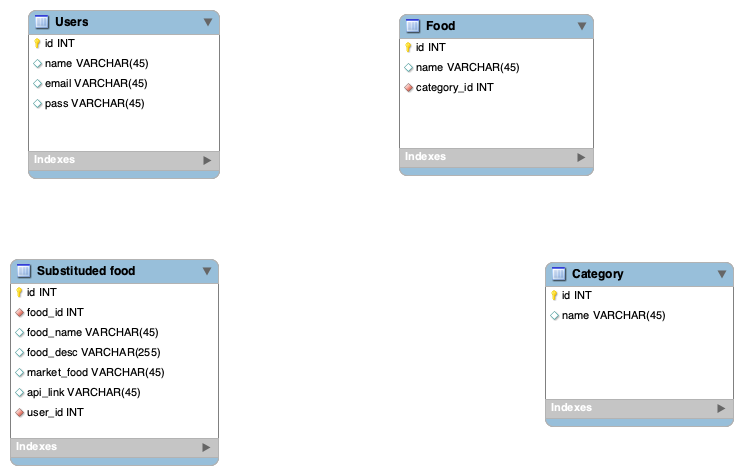 Users
id INT
name VARCHAR(45)
email VARCHAR(45)
pass VARCHAR(45)
Indexes
Food
id INT
name VARCHAR(45)
category_id INT
Indexes
Substituded food
id INT
food_id INT
food_name VARCHAR(45)
food_desc VARCHAR(255)
market_food VARCHAR(45)
api_link VARCHAR(45)
user_id INT
Indexes
Category
id INT
name VARCHAR(45)
Indexes